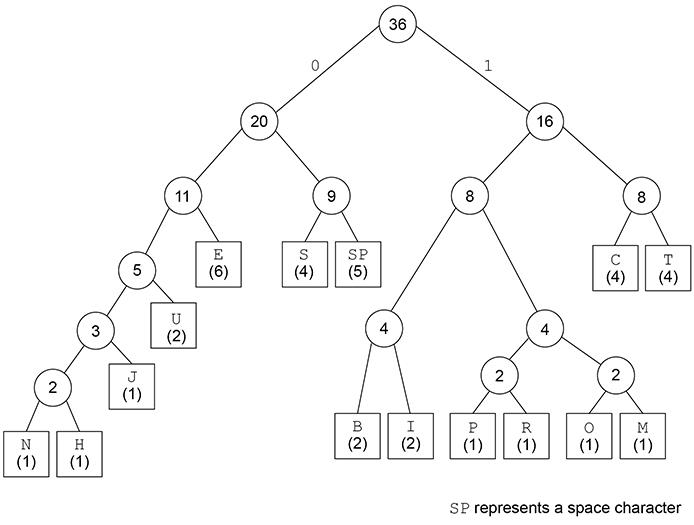 36
0 1
20 16
11 9 8 8
E S SP C T
(6) (4) (5) (4) (4)
5
U
(2)
3 4 4
J
(1)
2 2 2
B I P R O M
(2) (2) (1) (1) (1) (1)
N H
(1) (1)
SP represents a space character